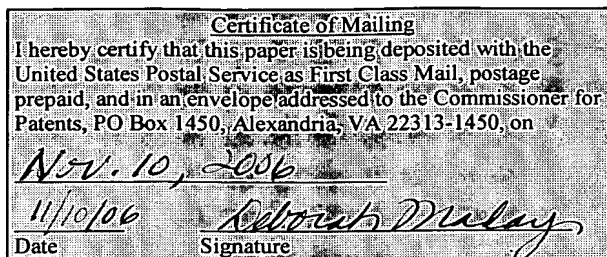 Certificate of Mailing
I hereby certify that this paper is being deposited with the
United States Postal Service as First Class Mail, postage
prepaid, and in an envelope addressed to the Commissioner for
Patents, PO Box 1450, Alexandria, VA 22313-1450, on
Nov. 10, 2006
11/10/06 Deborah Malay
Date Signature